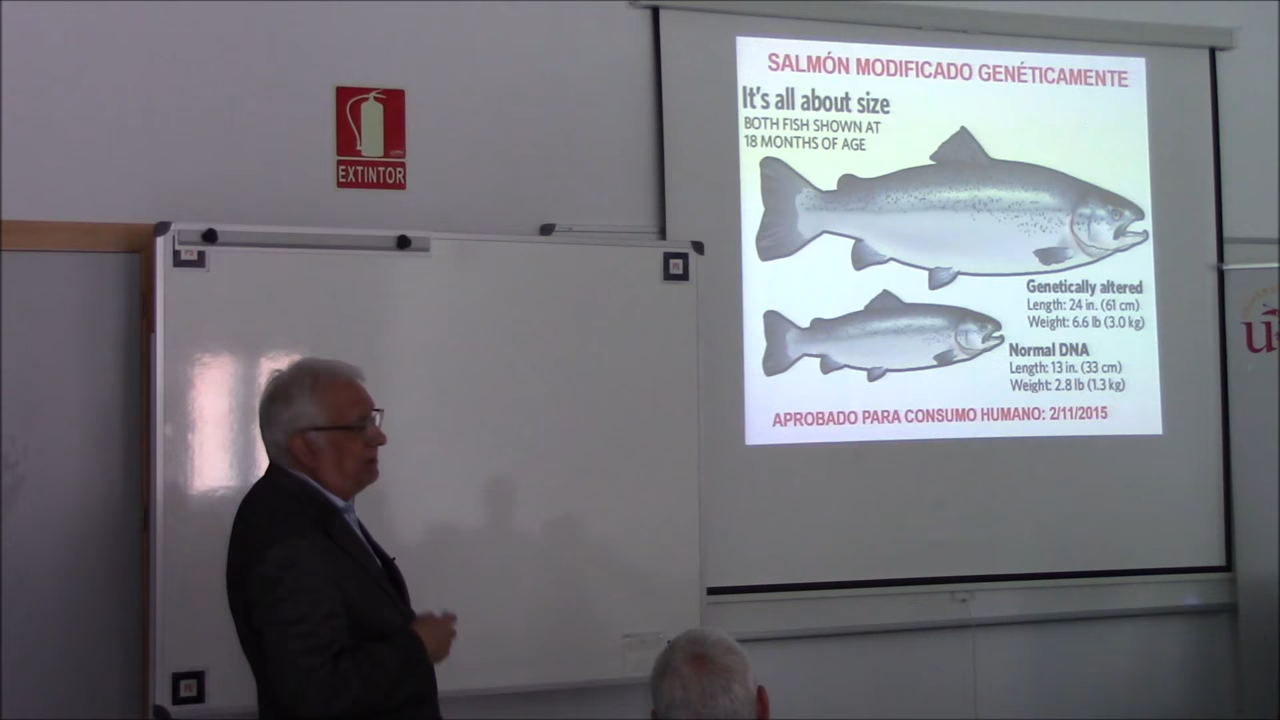 SALMÓN MODIFICADO GENÉTICAMENTE
It's all about size
BOTH FISH SHOWN AT
18 MONTHS OF AGE
Genetically altered
Length: 24 in. (61 cm)
Weight: 6.6 lb (3.0 kg)
Normal DNA
Length: 13 in. (33 cm)
Weight: 2.8 lb (1.3 kg)
APROBADO PARA CONSUMO HUMANO: 2/11/2015
EXTINTOR